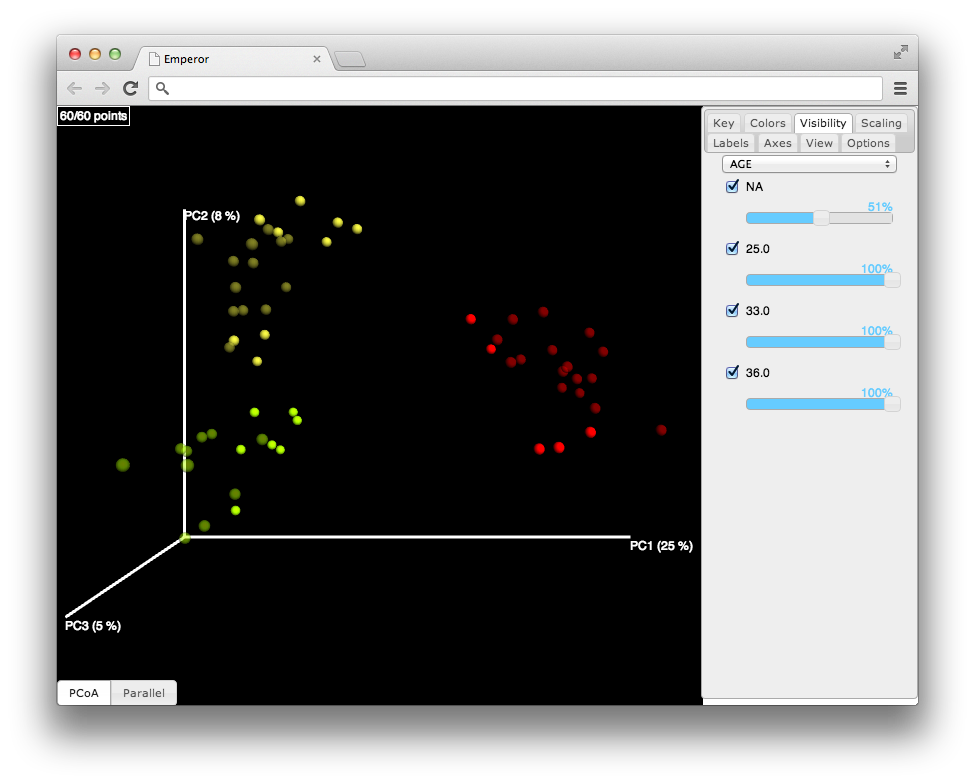 Emperor
60/60 points
Key Colors Visibility Scaling
Labels Axes View Options
AGE
NA
51%
25.0
100%
33.0
100%
36.0
100%
PC2 (8 %)
PC1 (25 %)
PC3 (5 %)
PCoA Parallel